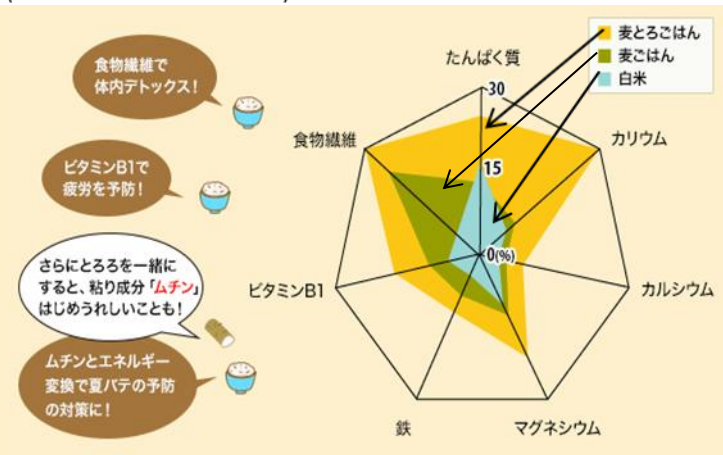 食物繊維で
体内デトックス!
ビタミンB1で
疲労を予防!
さらにとろろを一緒に
すると、粘り成分「ムチン」
はじめうれしいことも!
ムチンとエネルギー
変換で夏バテの予防
の対策に!
麦とろごはん
麦ごはん
白米
たんぱく質
30
食物繊維
カリウム
15
0(%)
ビタミンB1
カルシウム
鉄
マグネシウム